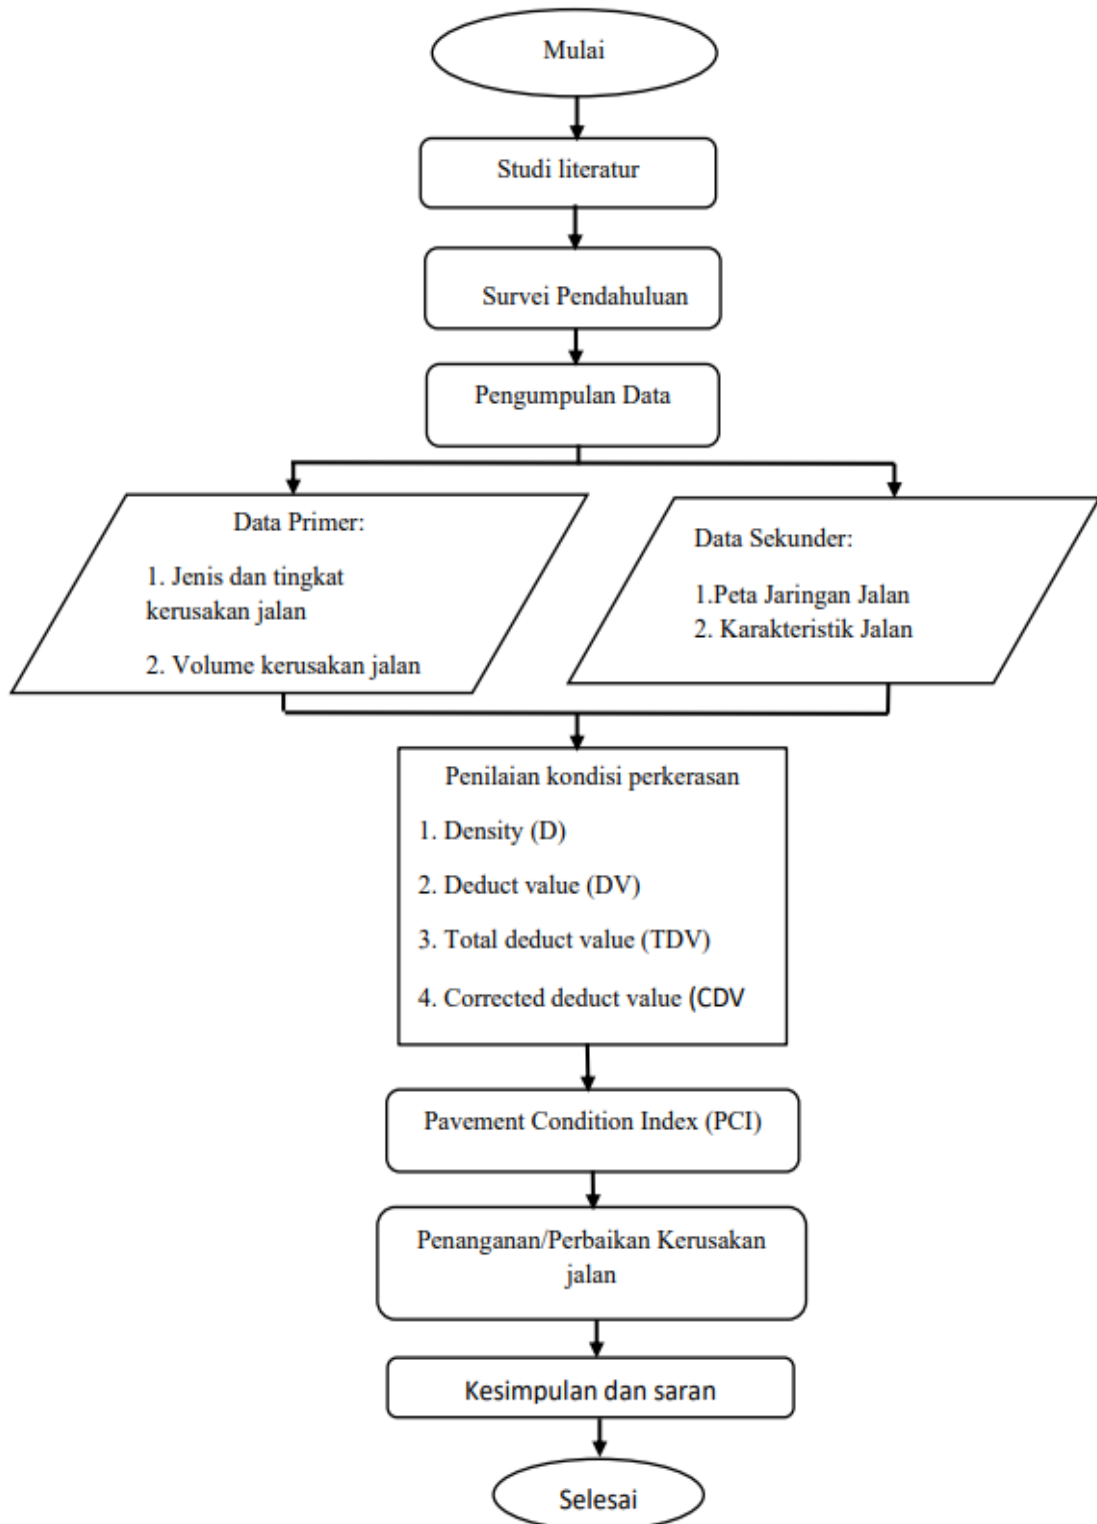 Mulai
Studi literatur
Survei Pendahuluan
Pengumpulan Data
Data Primer:
1. Jenis dan tingkat
kerusakan jalan
2. Volume kerusakan jalan
Data Sekunder:
1.Peta Jaringan Jalan
2. Karakteristik Jalan
Penilaian kondisi perkerasan
1. Density (D)
2. Deduct value (DV)
3. Total deduct value (TDV)
4. Corrected deduct value (CDV
Pavement Condition Index (PCI)
Penanganan/Perbaikan Kerusakan
jalan
Kesimpulan dan saran
Selesai